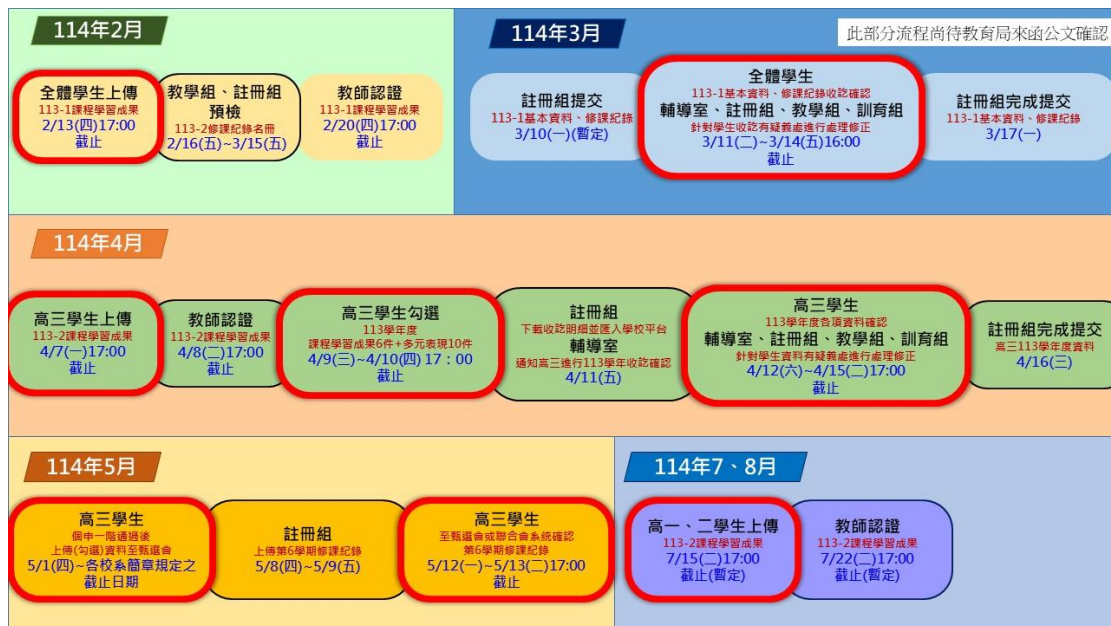 114年2月
全體學生上傳
113-1課程學習成果
2/13(四)17:00
截止
教學組、註冊組
預檢
113-2修課紀錄名冊
2/16(五)~3/15(五)
教師認證
113-1課程學習成果
2/20(四)17:00
截止
114年3月
此部分流程尚待教育局來函公文確認
註冊組提交
113-1基本資料、修課紀錄
3/10(一)(暫定)
全體學生
113-1基本資料、修課紀錄收訖確認
輔導室、註冊組、教學組、訓育組
針對學生收訖有疑義處進行處理修正
3/11(二)~3/14(五)16:00
截止
註冊組完成提交
113-1基本資料、修課紀錄
3/17(一)
114年4月
高三學生上傳
113-2課程學習成果
4/7(一)17:00
截止
教師認證
113-2課程學習成果
4/8(二)17:00
截止
高三學生勾選
113學年度
課程學習成果6件+多元表現10件
4/9(三)~4/10(四) 17：00
截止
註冊組
下載收訖明細並匯入學校平台
輔導室
通知高三進行113學年收訖確認
4/11(五)
高三學生
113學年度各項資料確認
輔導室、註冊組、教學組、訓育組
針對學生資料有疑義處進行處理修正
4/12(六)~4/15(二)17:00
截止
註冊組完成提交
高三113學年度資料
4/16(三)
114年5月
高三學生
個申一階通過後
上傳(勾選)資料至甄選會
5/1(四)~各校系簡章規定之
截止日期
註冊組
上傳第6學期修課紀錄
5/8(四)~5/9(五)
高三學生
至甄選會或聯合會系統確認
第6學期修課紀錄
5/12(一)~5/13(二)17:00
截止
114年7、8月
高一、二學生上傳
113-2課程學習成果
7/15(二)17:00
截止(暫定)
教師認證
113-2課程學習成果
7/22(二)17:00
截止(暫定)